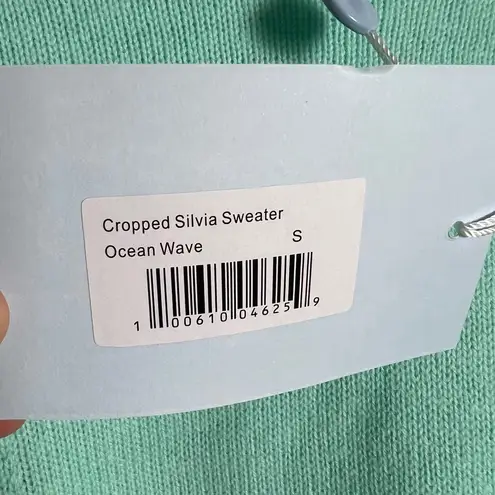 Cropped Silvia Sweater
Ocean Wave S
1 00610 04625 9